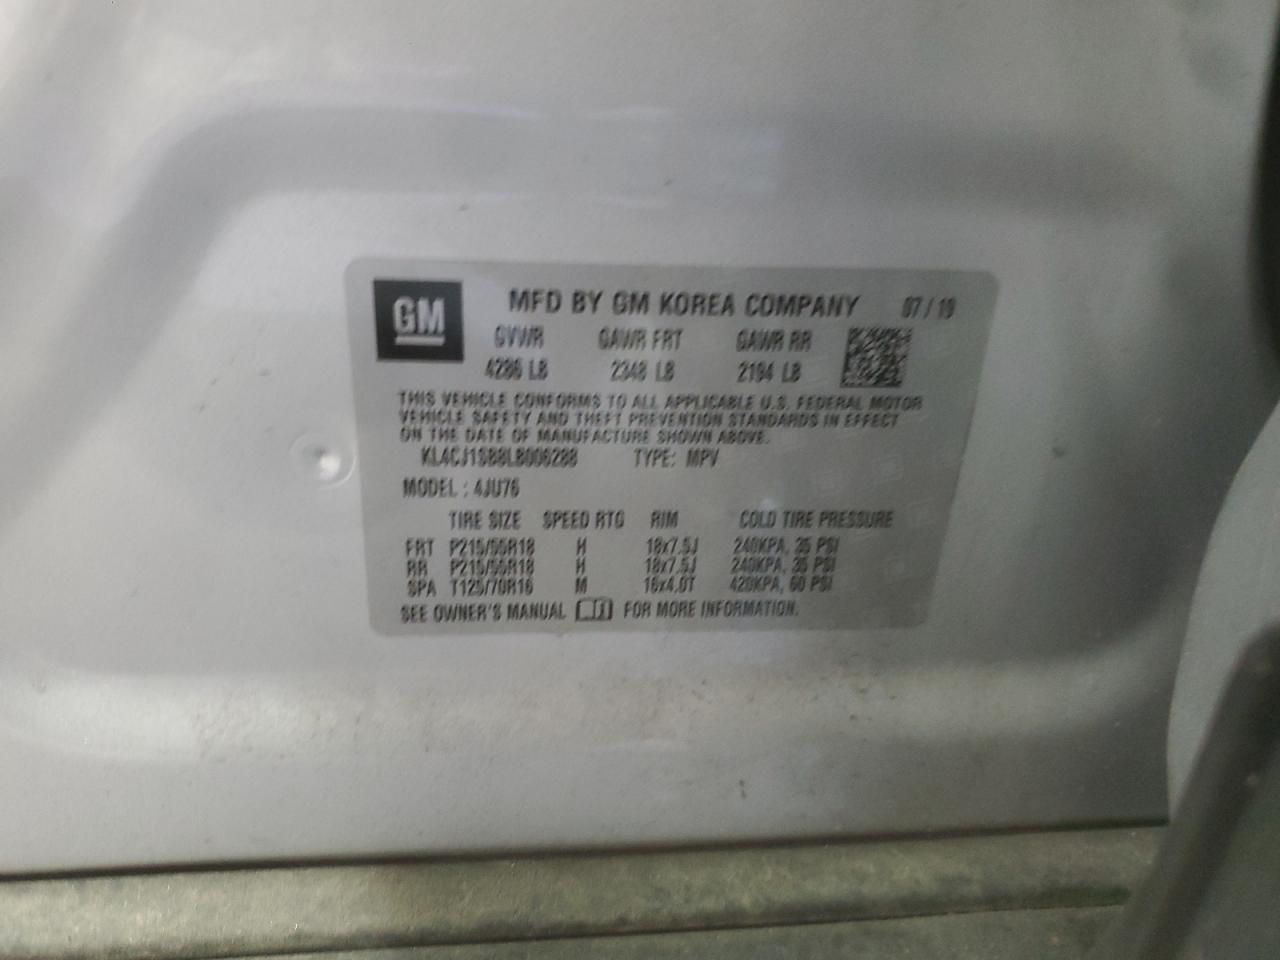 GM MFD BY GM KOREA COMPANY 07/19
GVWR GAWR FRT GAWR RR
4286 LB 2348 LB 2194 LB
THIS VEHICLE CONFORMS TO ALL APPLICABLE U.S. FEDERAL MOTOR
VEHICLE SAFETY AND THEFT PREVENTION STANDARDS IN EFFECT
ON THE DATE OF MANUFACTURE SHOWN ABOVE.
KL4CJ1SB8LB006288 TYPE: MPV
MODEL: 4JU76
TIRE SIZE SPEED RTG RIM COLD TIRE PRESSURE
FRT P215/55R18 H 18x7.5J 240KPA, 35 PSI
RR P215/55R18 H 18x7.5J 240KPA, 35 PSI
SPA T125/70R16 M 16x4.0T 420KPA, 60 PSI
SEE OWNER'S MANUAL FOR MORE INFORMATION.